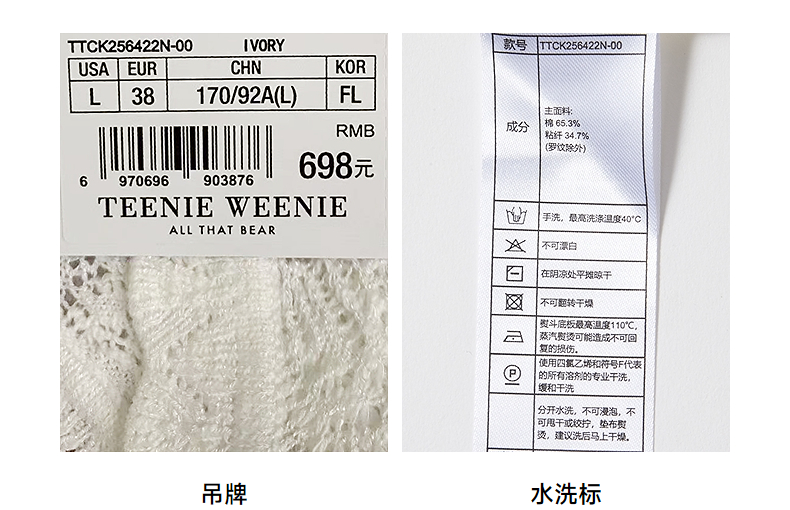 TTCK256422N-00 IVORY
USA EUR CHN KOR
L 38 170/92A(L) FL
RMB
698元
6 970696 903876
TEENIE WEENIE
ALL THAT BEAR
吊牌
款号 TTCK256422N-00
成分
主面料:
棉 65.3%
粘纤 34.7%
(罗纹除外)
手洗，最高洗涤温度40°C
不可漂白
在阴凉处平摊晾干
不可翻转干燥
熨斗底板最高温度110℃，
蒸汽熨烫可能造成不可回
复的损伤。
P
使用四氯乙烯和符号F代表
的所有溶剂的专业干洗，
缓和干洗
分开水洗，不可浸泡，不
可甩干或绞拧，垫布熨
烫，建议洗后马上干燥。
水洗标